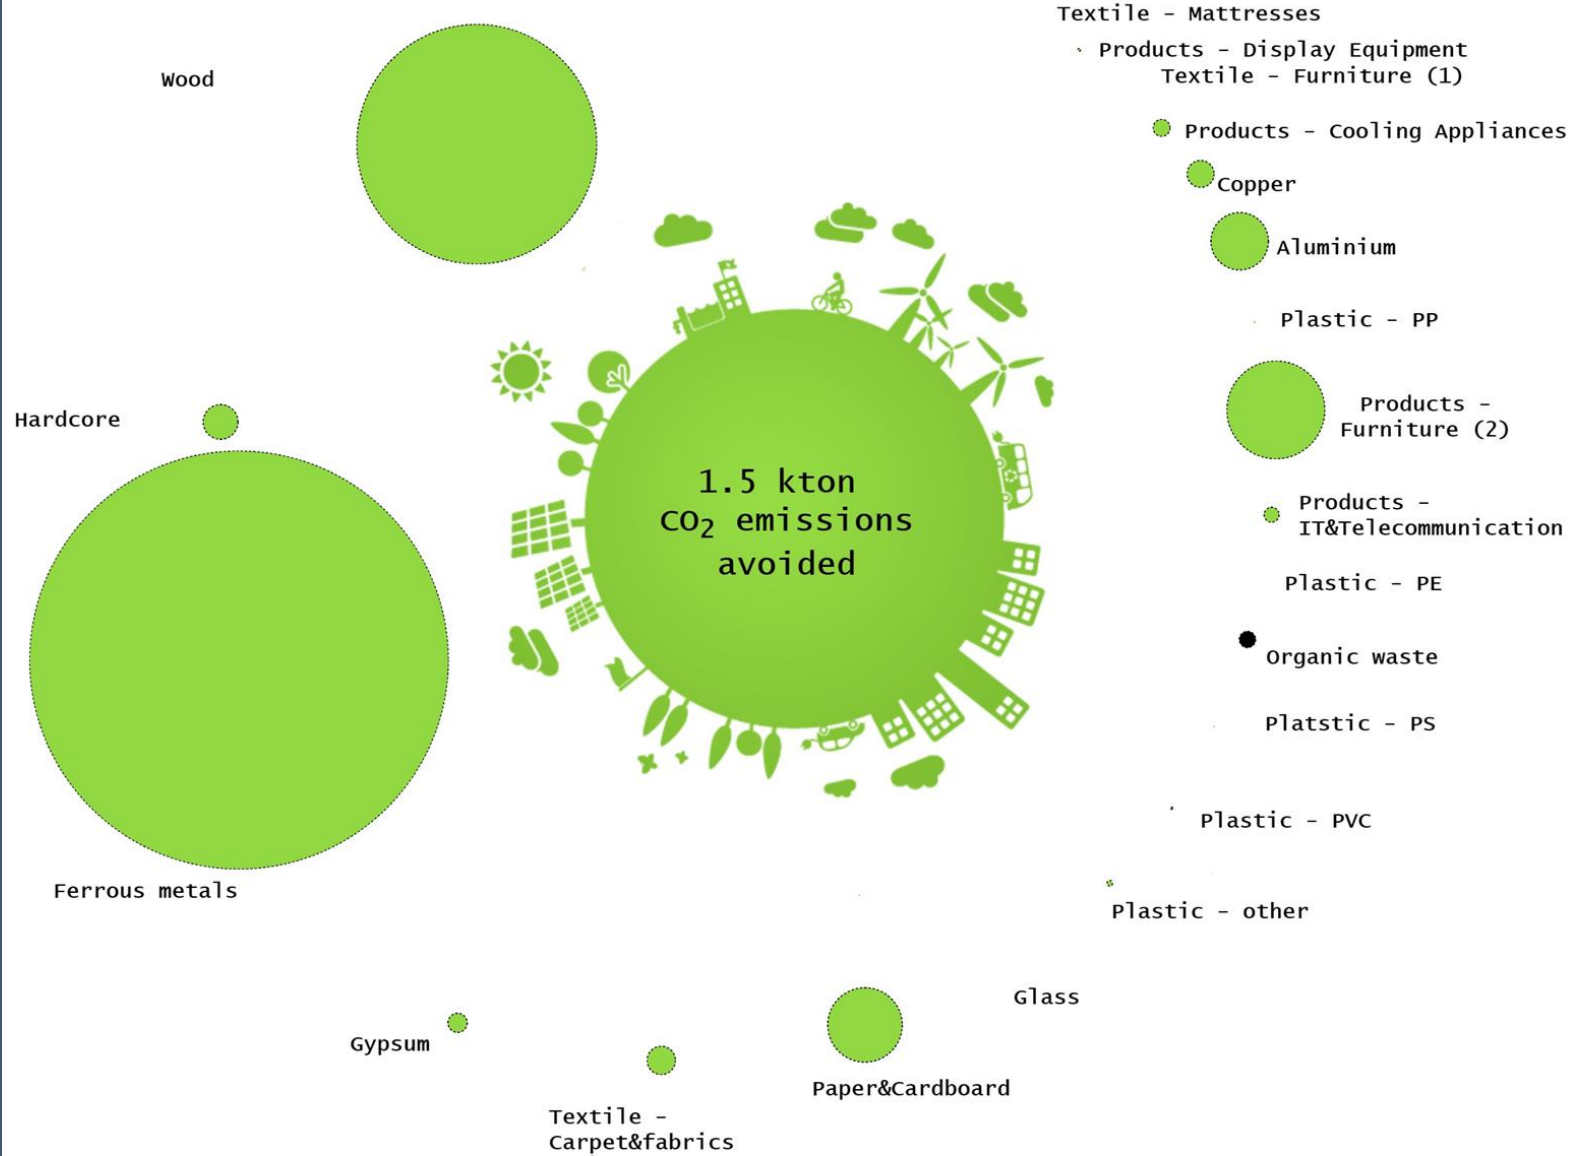 Textile – Mattresses
Products – Display Equipment
Textile – Furniture (1)
Wood
Products – Cooling Appliances
Copper
Aluminium
Plastic – PP
Products –
Furniture (2)
Hardcore
1.5 kton
CO₂ emissions
avoided
Products –
IT&Telecommunication
Plastic – PE
Organic waste
Platstic – PS
Plastic – PVC
Ferrous metals
Plastic – other
Glass
Gypsum
Paper&Cardboard
Textile –
Carpet&fabrics